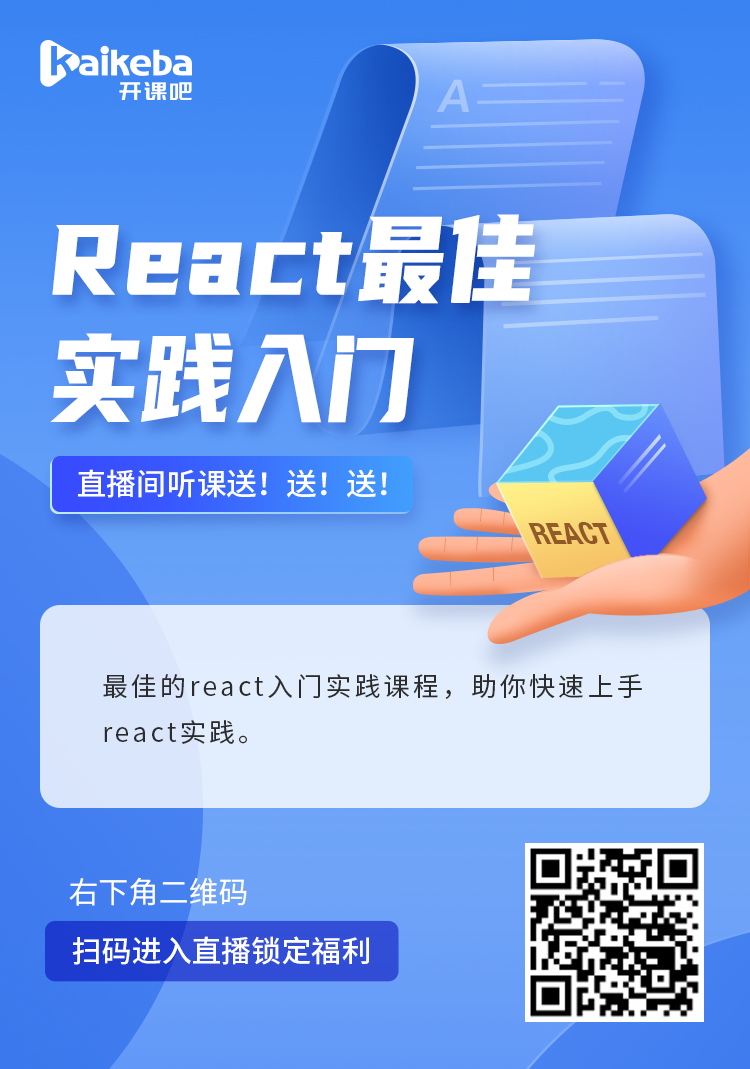 Kaikeba
开课吧
A
React最佳
实践入门
直播间听课送！送！送！
REACT
最佳的react入门实践课程，助你快速上手
react实践。
右下角二维码
扫码进入直播锁定福利